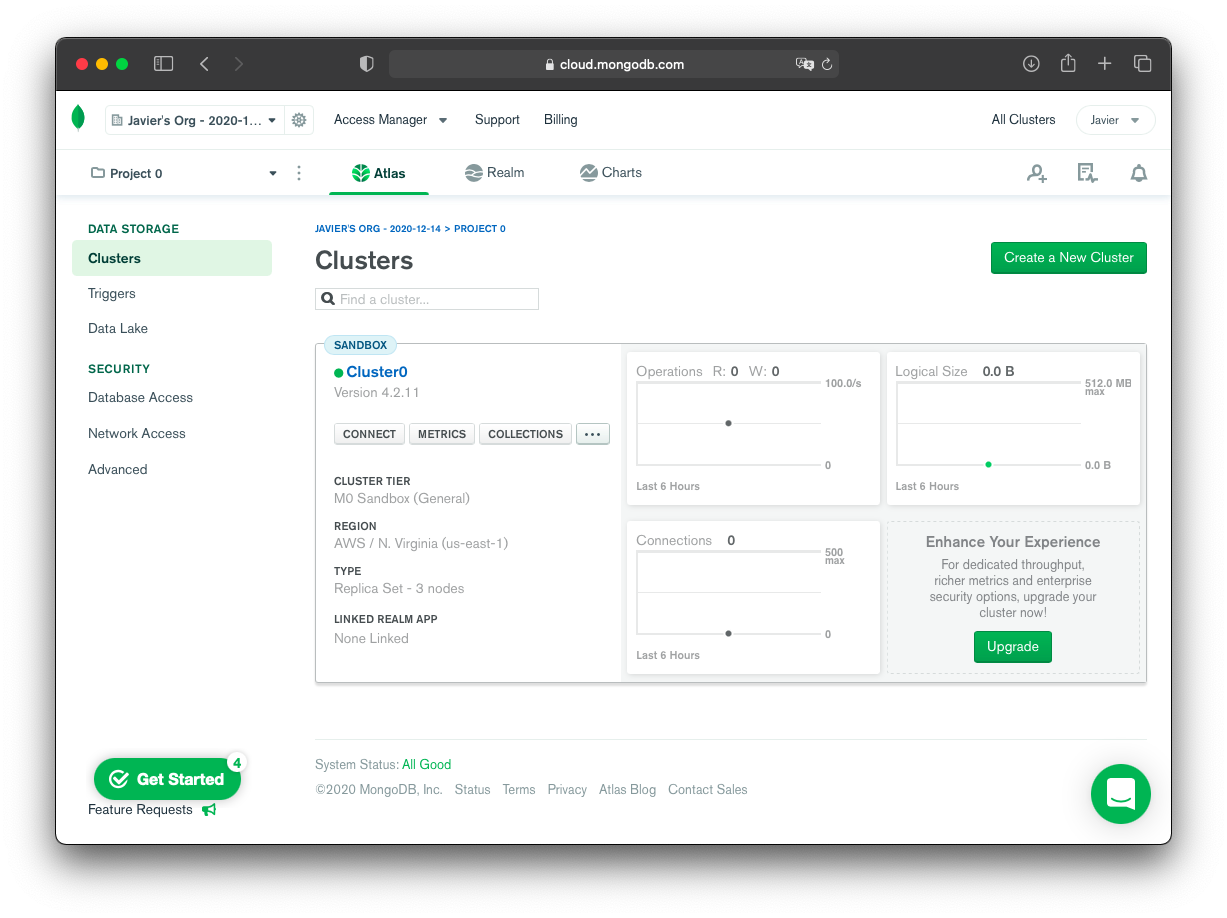 cloud.mongodb.com
Javier's Org - 2020-1... Access Manager Support Billing All Clusters Javier
Project 0 Atlas Realm Charts
DATA STORAGE
Clusters
Triggers
Data Lake
SECURITY
Database Access
Network Access
Advanced
JAVIER'S ORG - 2020-12-14 > PROJECT 0
Clusters
Create a New Cluster
Find a cluster...
SANDBOX
Cluster0
Version 4.2.11
CONNECT METRICS COLLECTIONS ...
CLUSTER TIER
M0 Sandbox (General)
REGION
AWS / N. Virginia (us-east-1)
TYPE
Replica Set - 3 nodes
LINKED REALM APP
None Linked
Operations R: 0 W: 0
100.0/s
0
Last 6 Hours
Logical Size 0.0 B
512.0 MB
max
0.0 B
Last 6 Hours
Connections 0
500
max
0
Last 6 Hours
Enhance Your Experience
For dedicated throughput,
richer metrics and enterprise
security options, upgrade your
cluster now!
Upgrade
System Status: All Good
©2020 MongoDB, Inc. Status Terms Privacy Atlas Blog Contact Sales
Get Started 4
Feature Requests